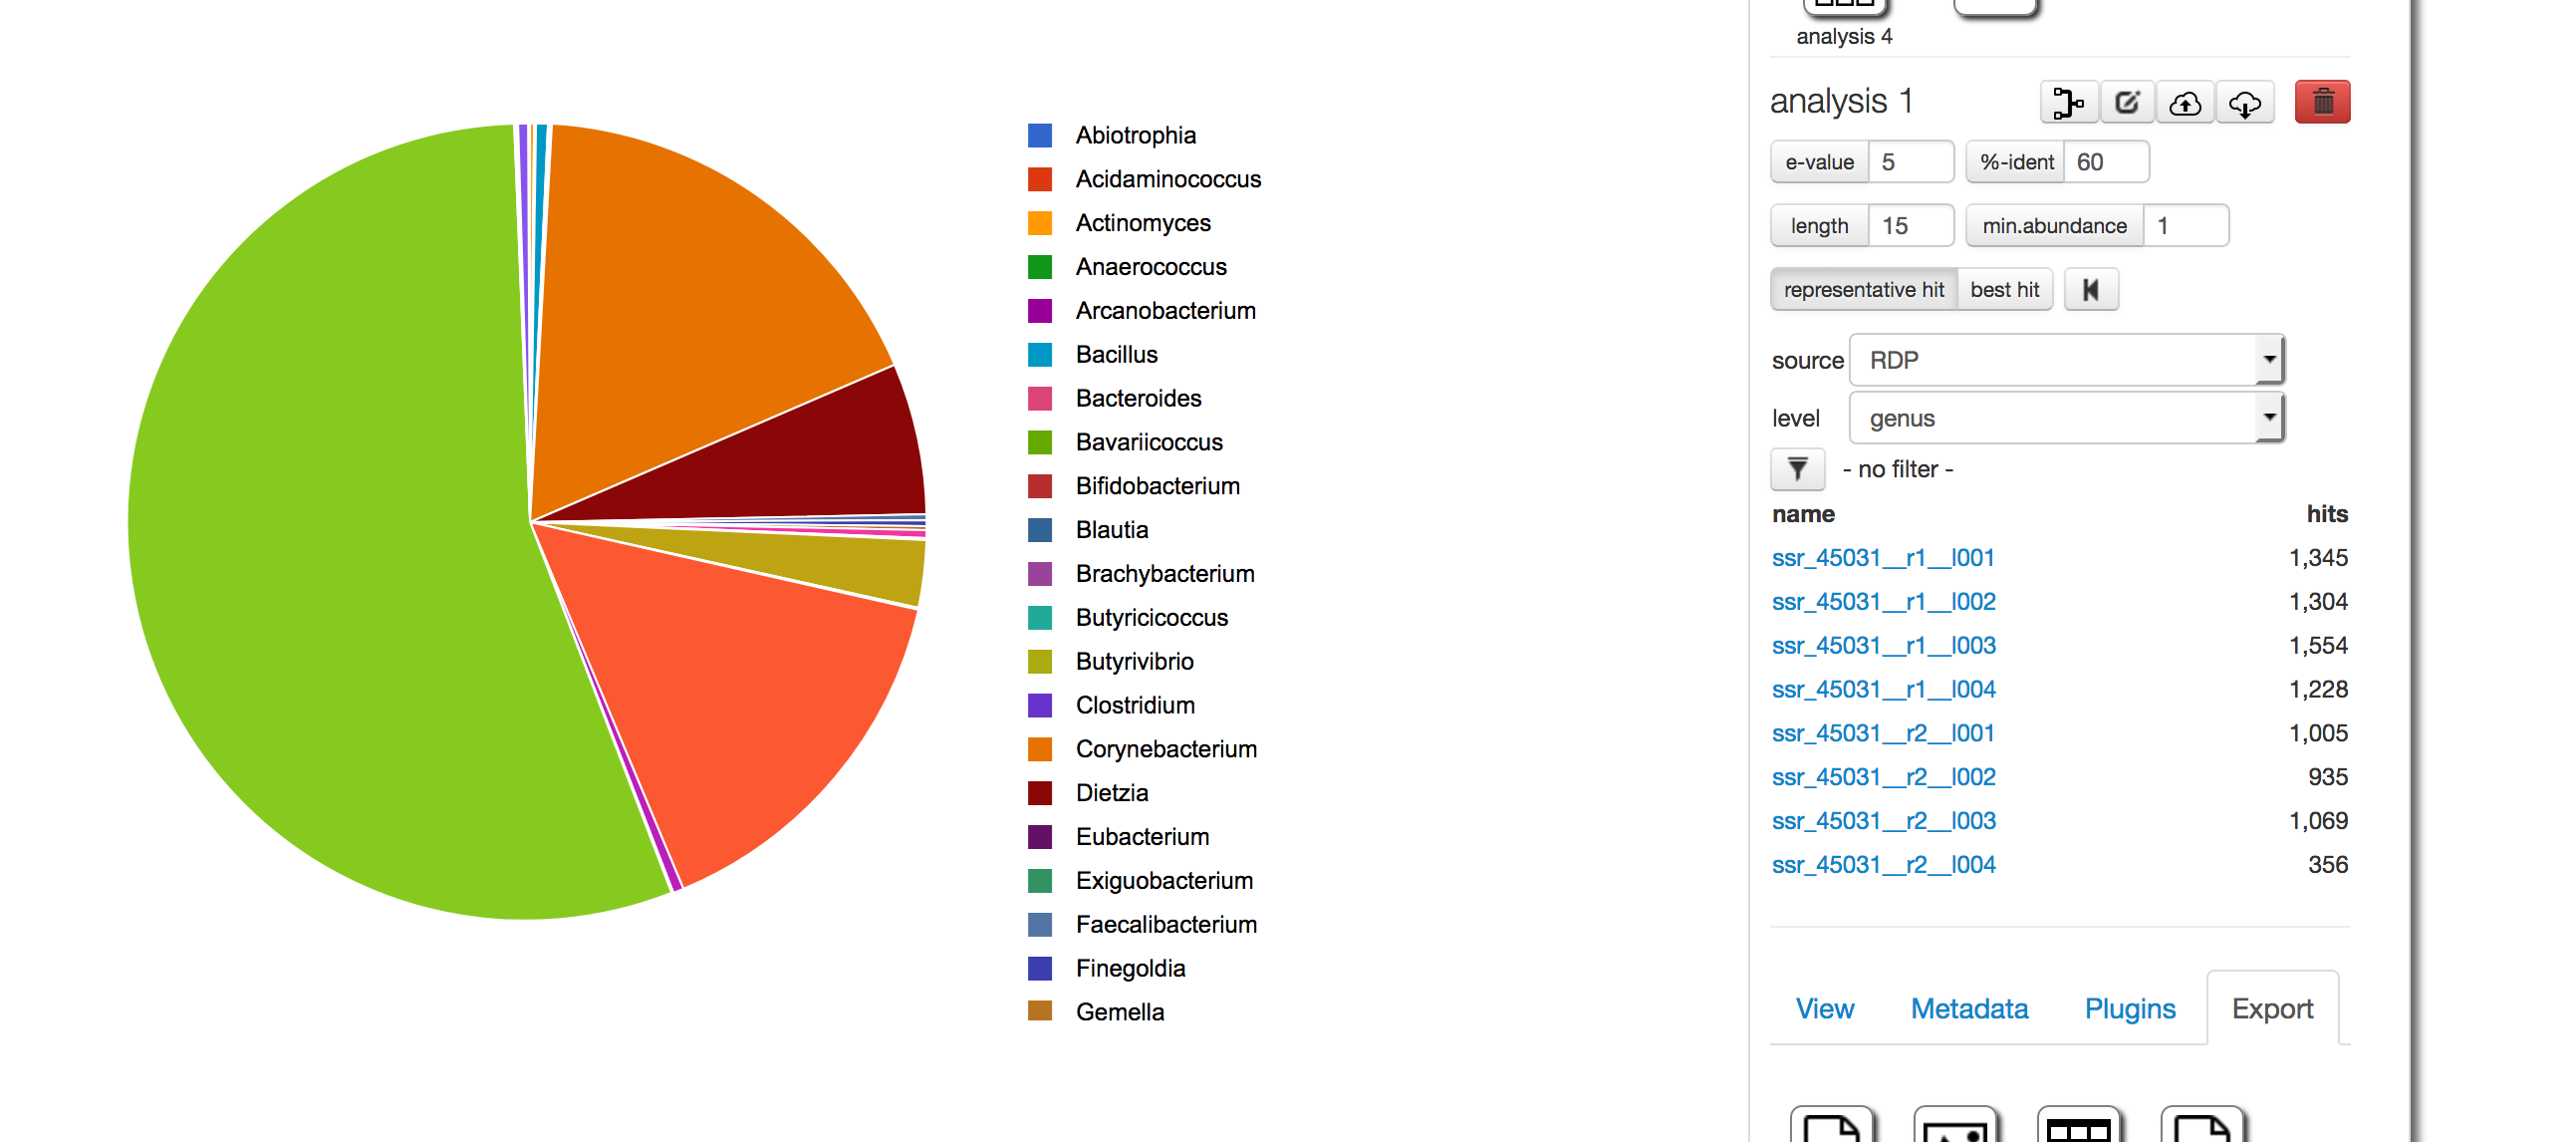 Abiotrophia
Acidaminococcus
Actinomyces
Anaerococcus
Arcanobacterium
Bacillus
Bacteroides
Bavariicoccus
Bifidobacterium
Blautia
Brachybacterium
Butyricicoccus
Butyrivibrio
Clostridium
Corynebacterium
Dietzia
Eubacterium
Exiguobacterium
Faecalibacterium
Finegoldia
Gemella
analysis 4
analysis 1
e-value 5 %-ident 60
length 15 min.abundance 1
representative hit best hit
source RDP
level genus
- no filter -
name hits
ssr_45031__r1__l001 1,345
ssr_45031__r1__l002 1,304
ssr_45031__r1__l003 1,554
ssr_45031__r1__l004 1,228
ssr_45031__r2__l001 1,005
ssr_45031__r2__l002 935
ssr_45031__r2__l003 1,069
ssr_45031__r2__l004 356
View Metadata Plugins Export